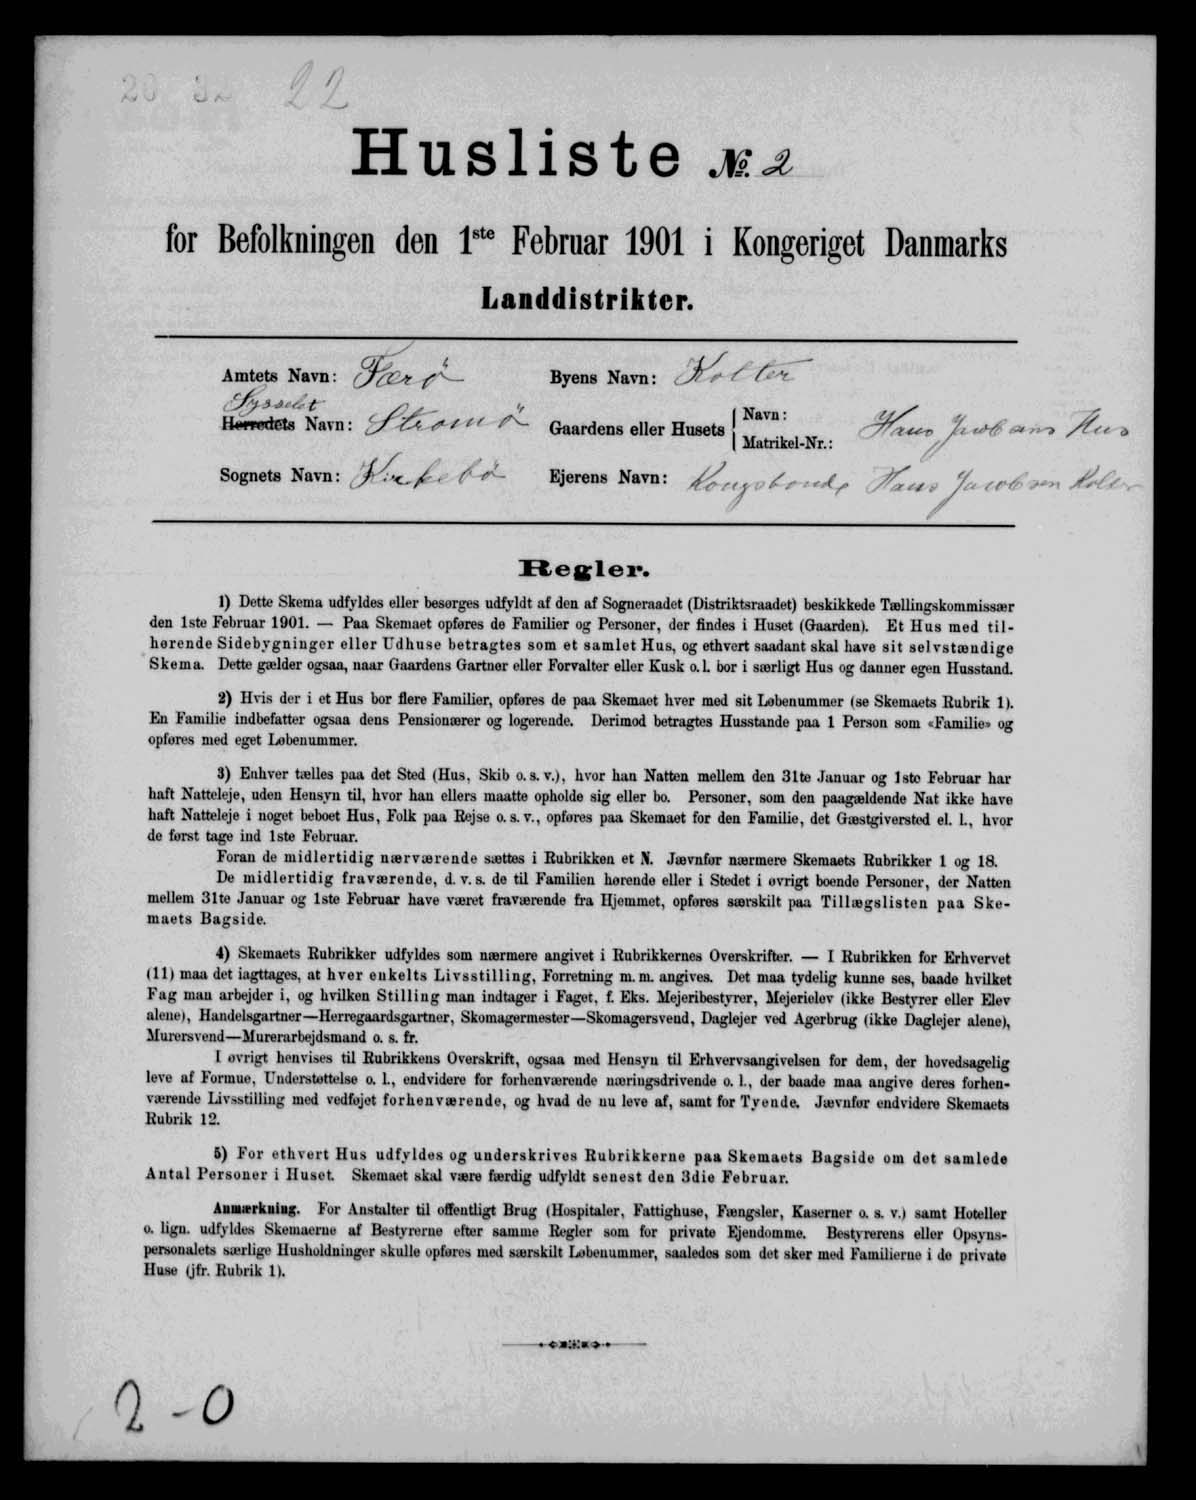 20 32 22
Husliste №. 2
for Befolkningen den 1ste Februar 1901 i Kongeriget Danmarks
Landdistrikter.
Amtets Navn: Færø
Byens Navn: Kolter
Sysselet
Herredets Navn: Stromø
Gaardens eller Husets Navn: Matrikel-Nr.: Hans Jacobsens Hus
Sognets Navn: Kirkebø
Ejerens Navn: Kongsbonde Hans Jacobsen Kolter
Regler.
1) Dette Skema udfyldes eller besørges udfyldt af den af Sogneraadet (Distriktsraadet) beskikkede Tællingskommissær
den 1ste Februar 1901. — Paa Skemaet opføres de Familier og Personer, der findes i Huset (Gaarden). Et Hus med til-
hørende Sidebygninger eller Udhuse betragtes som et samlet Hus, og ethvert saadant skal have sit selvstændige
Skema. Dette gælder ogsaa, naar Gaardens Gartner eller Forvalter eller Kusk o. l. bor i særligt Hus og danner egen Husstand.
2) Hvis der i et Hus bor flere Familier, opføres de paa Skemaet hver med sit Løbenummer (se Skemaets Rubrik 1).
En Familie indbefatter ogsaa dens Pensionærer og logerende. Derimod betragtes Husstande paa 1 Person som «Familie» og
opføres med eget Løbenummer.
3) Enhver tælles paa det Sted (Hus, Skib o. s. v.), hvor han Natten mellem den 31te Januar og 1ste Februar har
haft Natteleje, uden Hensyn til, hvor han ellers maatte opholde sig eller bo. Personer, som den paagældende Nat ikke have
haft Natteleje i noget beboet Hus, Folk paa Rejse o. s. v., opføres paa Skemaet for den Familie, det Gæstgiversted el. l., hvor
de først tage ind 1ste Februar.
Foran de midlertidig nærværende sættes i Rubrikken et N. Jævnfør nærmere Skemaets Rubrikker 1 og 18.
De midlertidig fraværende, d. v. s. de til Familien hørende eller i Stedet i øvrigt boende Personer, der Natten
mellem 31te Januar og 1ste Februar have været fraværende fra Hjemmet, opføres særskilt paa Tillægslisten paa Ske-
maets Bagside.
4) Skemaets Rubrikker udfyldes som nærmere angivet i Rubrikkernes Overskrifter. — I Rubrikken for Erhvervet
(11) maa det iagttages, at hver enkelts Livsstilling, Forretning m. m. angives. Det maa tydelig kunne ses, baade hvilket
Fag man arbejder i, og hvilken Stilling man indtager i Faget, f. Eks. Mejeribestyrer, Mejerielev (ikke Bestyrer eller Elev
alene), Handelsgartner—Herregaardsgartner, Skomagermester—Skomagersvend, Daglejer ved Agerbrug (ikke Daglejer alene),
Murersvend—Murerarbejdsmand o. s. fr.
I øvrigt henvises til Rubrikkens Overskrift, ogsaa med Hensyn til Erhvervsangivelsen for dem, der hovedsagelig
leve af Formue, Understøttelse o. l., endvidere for forhenværende næringsdrivende o. l., der baade maa angive deres forhen-
værende Livsstilling med vedføjet forhenværende, og hvad de nu leve af, samt for Tyende. Jævnfør endvidere Skemaets
Rubrik 12.
5) For ethvert Hus udfyldes og underskrives Rubrikkerne paa Skemaets Bagside om det samlede
Antal Personer i Huset. Skemaet skal være færdig udfyldt senest den 3die Februar.
Anmærkning. For Anstalter til offentligt Brug (Hospitaler, Fattighuse, Fængsler, Kaserner o. s. v.) samt Hoteller
o. lign. udfyldes Skemaerne af Bestyrerne efter samme Regler som for private Ejendomme. Bestyrerens eller Opsyns-
personalets særlige Husholdninger skulle opføres med særskilt Løbenummer, saaledes som det sker med Familierne i de private
Huse (jfr. Rubrik 1).
2-0